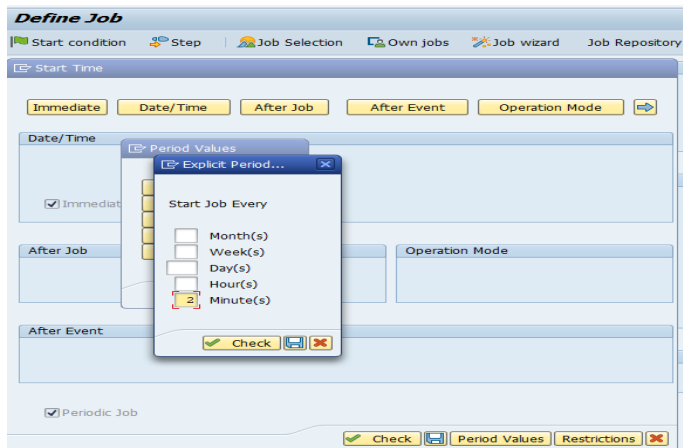 Define Job
Start condition Step Job Selection Own jobs Job wizard Job Repository
Start Time
Immediate Date/Time After Job After Event Operation Mode
Date/Time
Period Values
Explicit Period...
Immediat
Start Job Every
Month(s)
Week(s)
Day(s)
Hour(s)
2 Minute(s)
After Job
Operation Mode
Check
After Event
Periodic Job
Check Period Values Restrictions